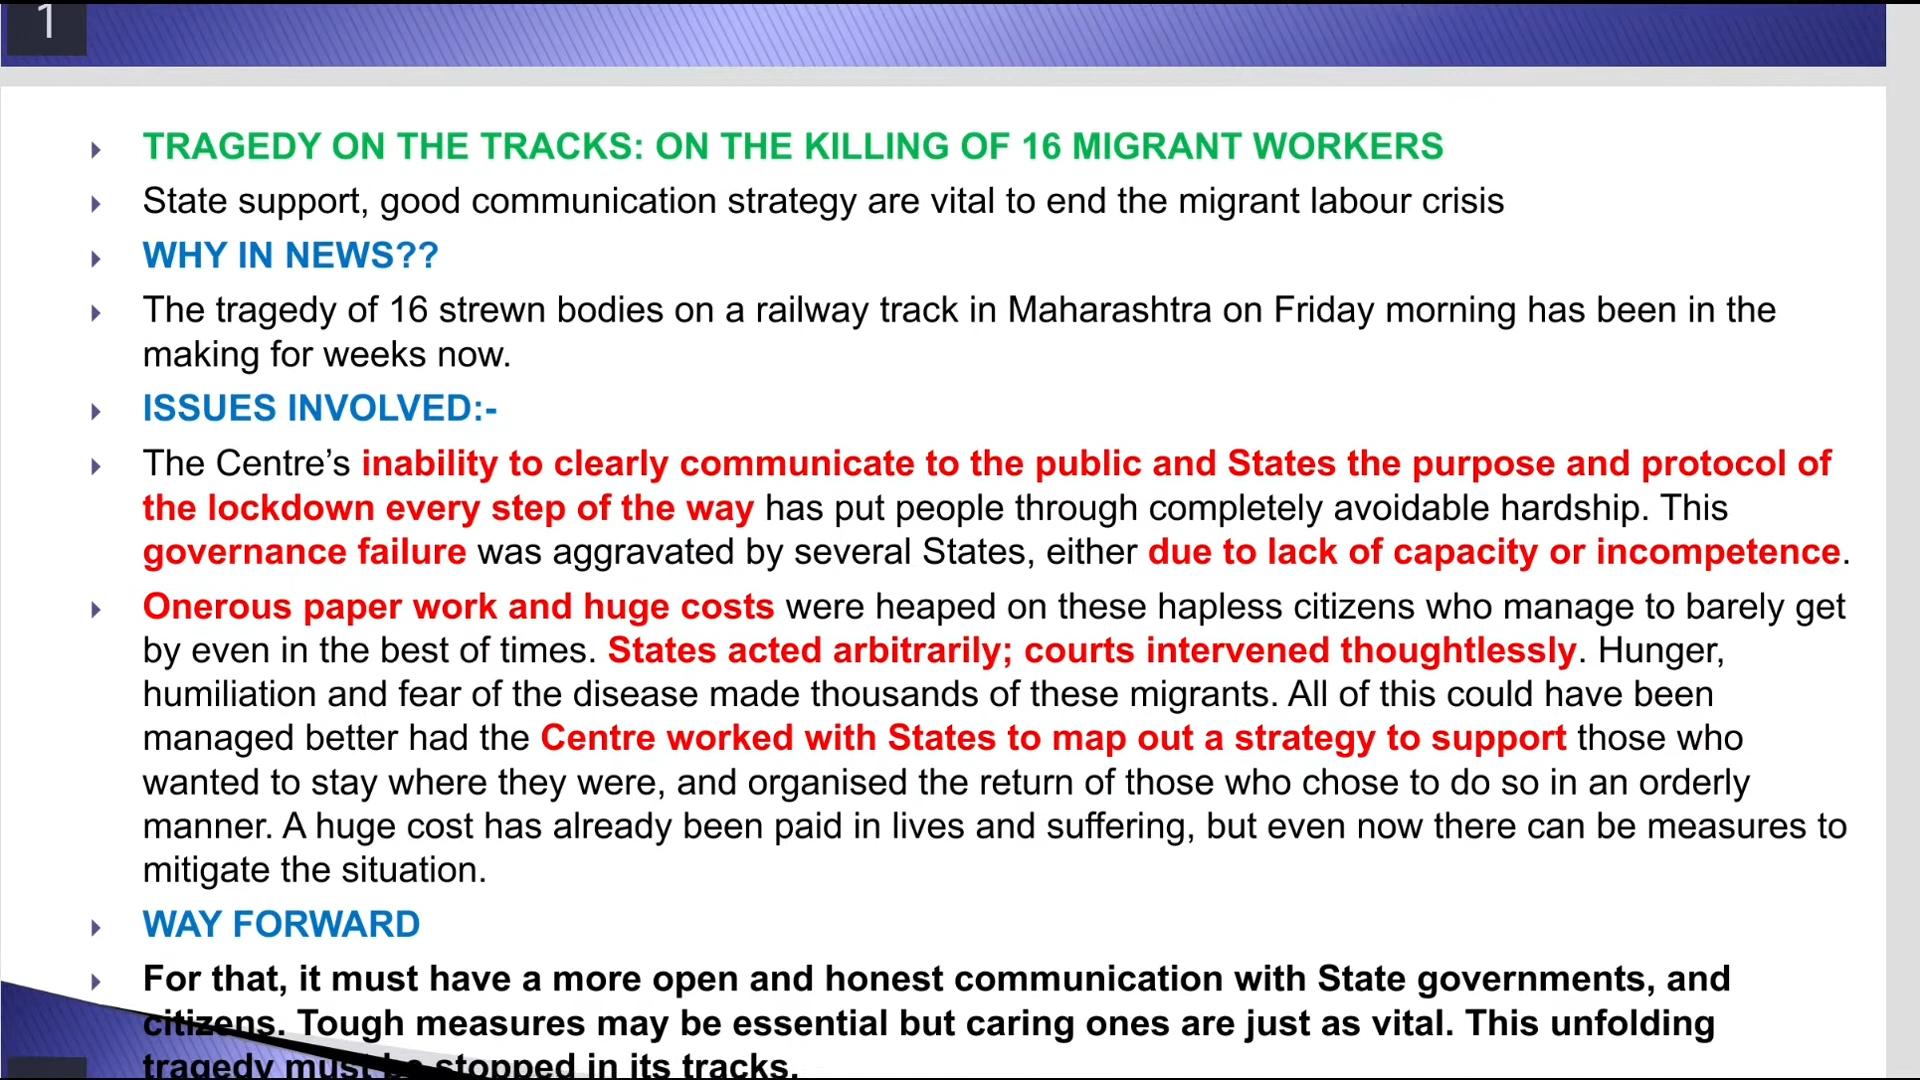 1
TRAGEDY ON THE TRACKS: ON THE KILLING OF 16 MIGRANT WORKERS
State support, good communication strategy are vital to end the migrant labour crisis
WHY IN NEWS??
The tragedy of 16 strewn bodies on a railway track in Maharashtra on Friday morning has been in the
making for weeks now.
ISSUES INVOLVED:-
The Centre’s inability to clearly communicate to the public and States the purpose and protocol of
the lockdown every step of the way has put people through completely avoidable hardship. This
governance failure was aggravated by several States, either due to lack of capacity or incompetence.
Onerous paper work and huge costs were heaped on these hapless citizens who manage to barely get
by even in the best of times. States acted arbitrarily; courts intervened thoughtlessly. Hunger,
humiliation and fear of the disease made thousands of these migrants. All of this could have been
managed better had the Centre worked with States to map out a strategy to support those who
wanted to stay where they were, and organised the return of those who chose to do so in an orderly
manner. A huge cost has already been paid in lives and suffering, but even now there can be measures to
mitigate the situation.
WAY FORWARD
For that, it must have a more open and honest communication with State governments, and
citizens. Tough measures may be essential but caring ones are just as vital. This unfolding
tragedy must be stopped in its tracks.